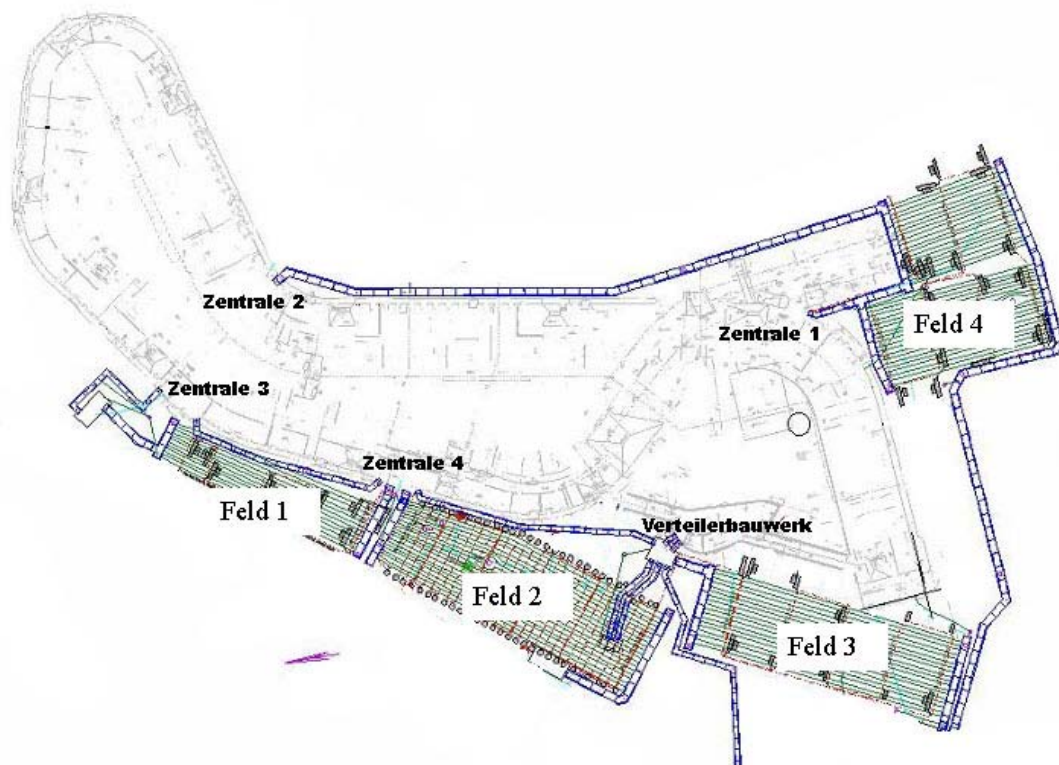 Zentrale 2
Zentrale 1
Feld 4
Zentrale 3
Zentrale 4
Feld 1
Verteilerbauwerk
Feld 2
Feld 3